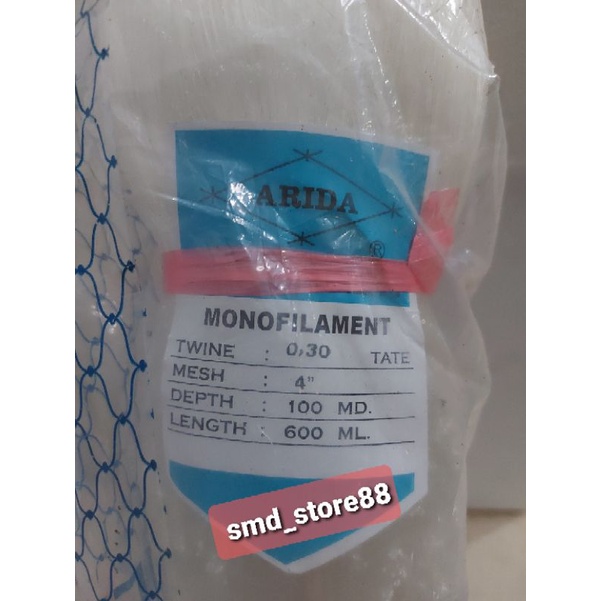 ARIDA
®
MONOFILAMENT
TWINE : 0,30 TATE
MESH : 4"
DEPTH : 100 MD.
LENGTH : 600 ML.
smd_store88